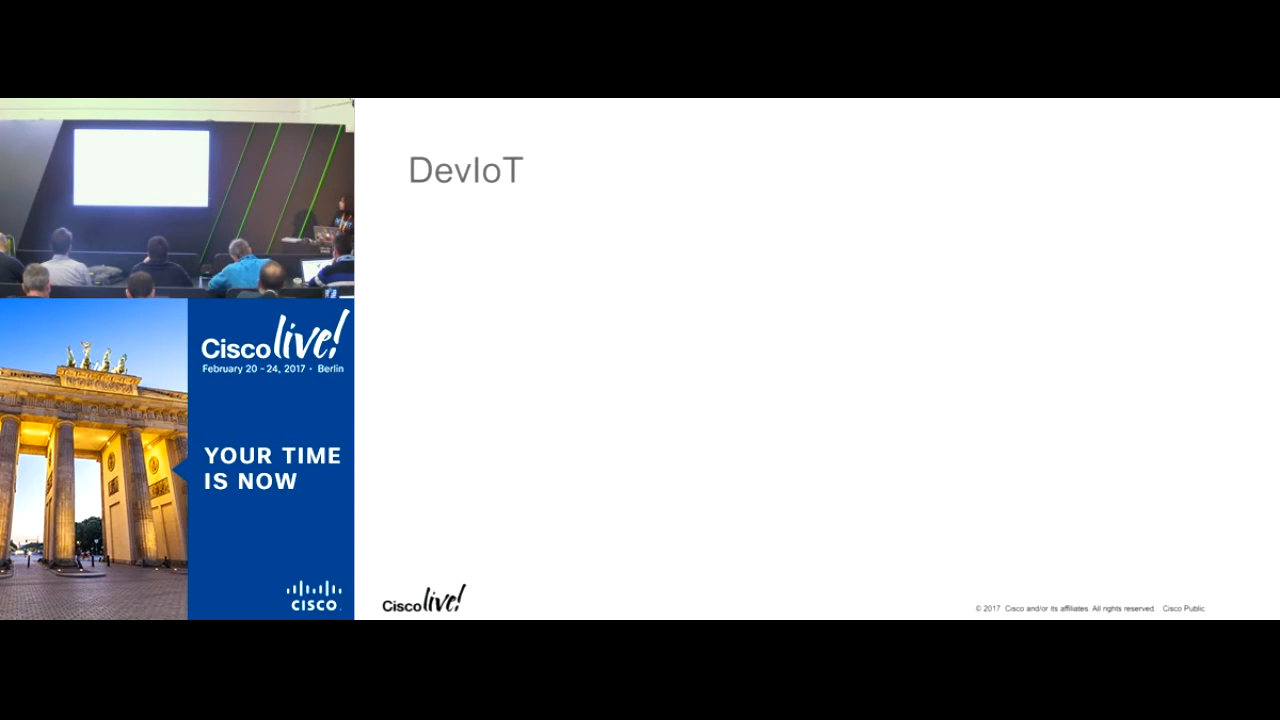 DevIoT
Cisco live!
February 20 - 24, 2017 • Berlin
YOUR TIME
IS NOW
CISCO
Cisco live!
© 2017 Cisco and/or its affiliates. All rights reserved. Cisco Public